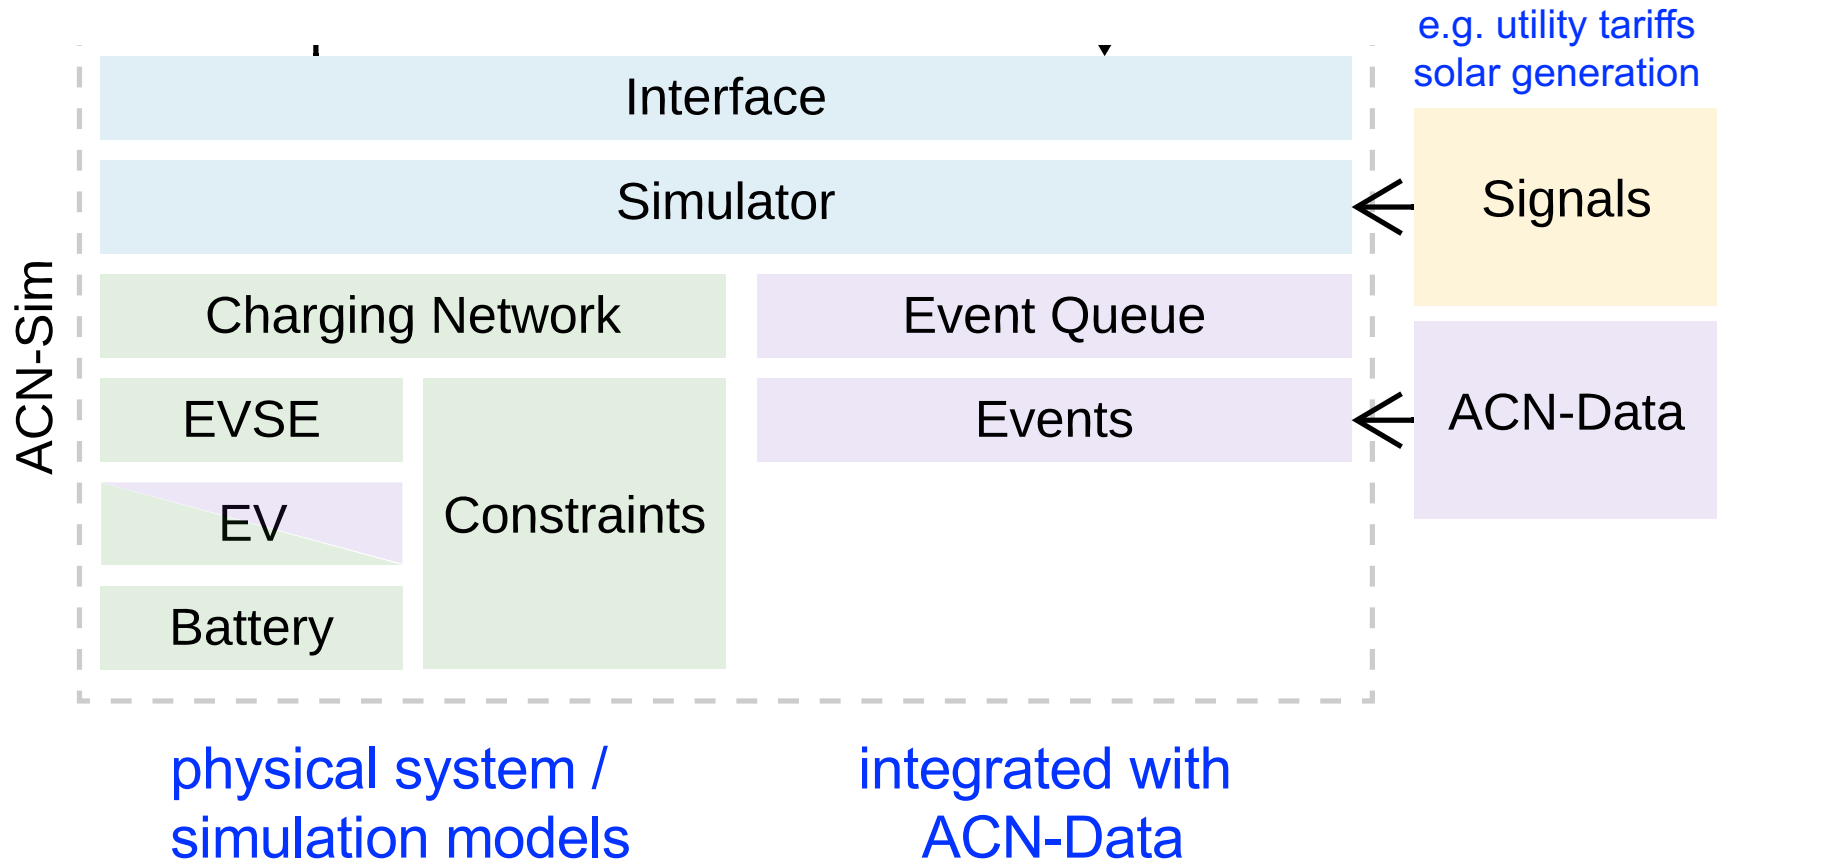 e.g. utility tariffs
solar generation
Interface
Simulator
Signals
ACN-Sim
Charging Network
Event Queue
EVSE
Events
ACN-Data
EV
Constraints
Battery
physical system /
simulation models
integrated with
ACN-Data